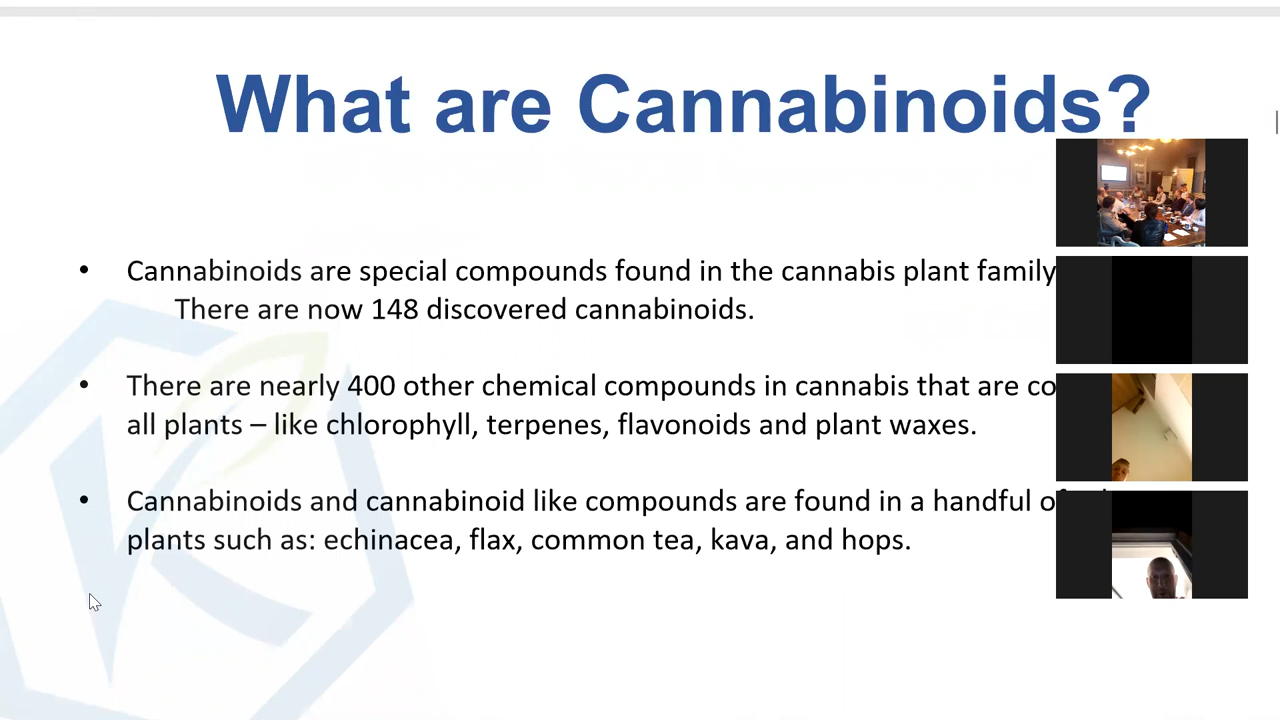 What are Cannabinoids?
• Cannabinoids are special compounds found in the cannabis plant family
There are now 148 discovered cannabinoids.
• There are nearly 400 other chemical compounds in cannabis that are co
all plants – like chlorophyll, terpenes, flavonoids and plant waxes.
• Cannabinoids and cannabinoid like compounds are found in a handful of
plants such as: echinacea, flax, common tea, kava, and hops.